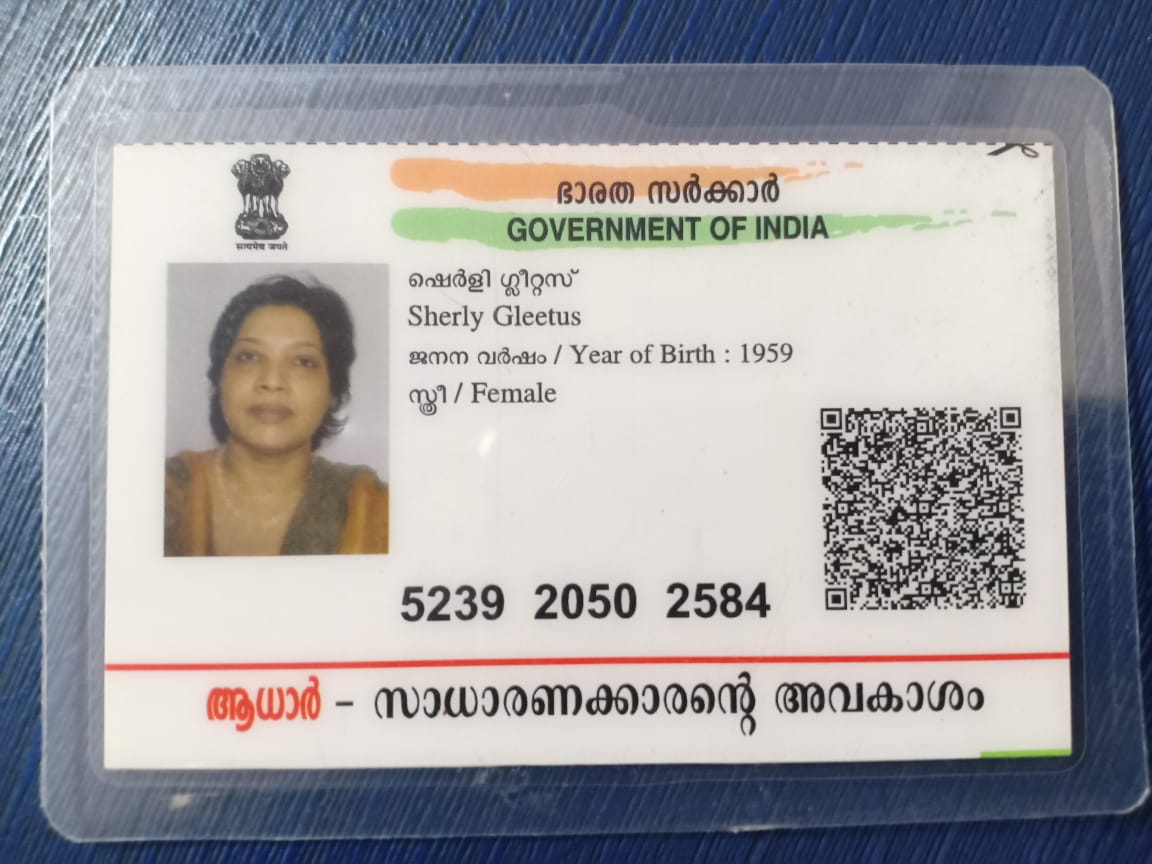 ഭാരത സർക്കാർ
GOVERNMENT OF INDIA
सत्यमेव जयते
ഷെർളി ഗ്ലീറ്റസ്
Sherly Gleetus
ജനന വർഷം / Year of Birth : 1959
സ്ത്രീ / Female
5239 2050 2584
ആധാർ – സാധാരണക്കാരന്റെ അവകാശം